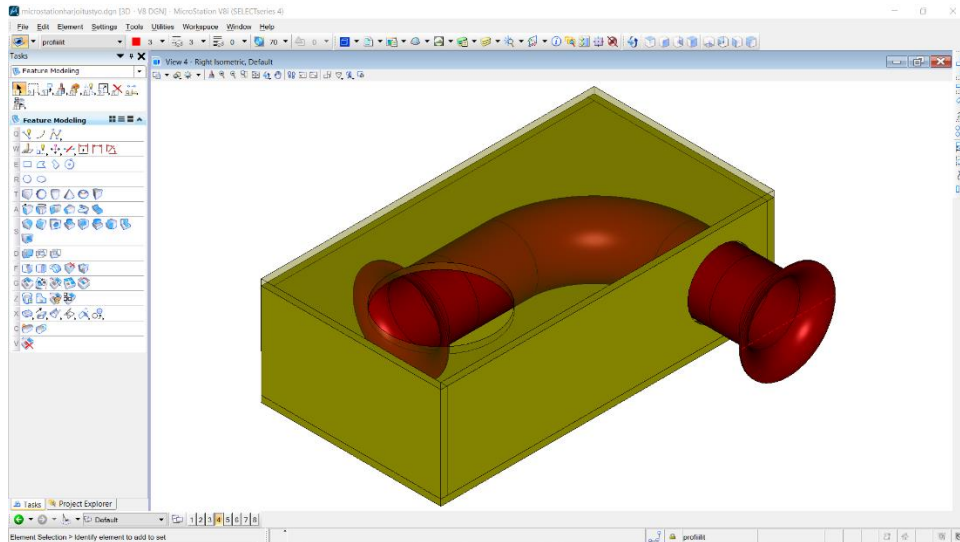 microstationharjoitustyo.dgn [3D - V8 DGN] - MicroStation V8i (SELECTseries 4)
File Edit Element Settings Tools Utilities Workspace Window Help
profiilit 3 3 0 70 0
Tasks
Feature Modeling
View 4 - Right Isometric, Default
Feature Modeling
Tasks Project Explorer
Default 1 2 3 4 5 6 7 8
Element Selection > Identify element to add to set profiilit